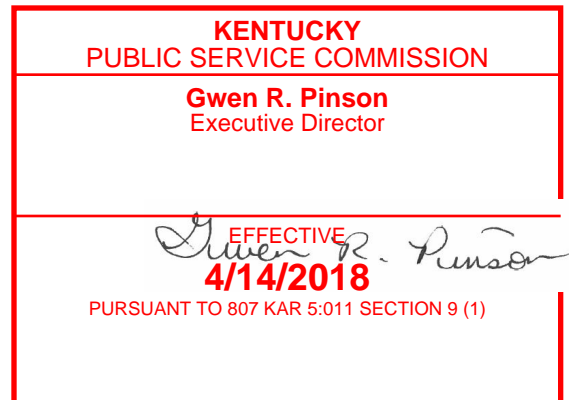 KENTUCKY
PUBLIC SERVICE COMMISSION
Gwen R. Pinson
Executive Director
Gwen R. Pinson
EFFECTIVE
4/14/2018
PURSUANT TO 807 KAR 5:011 SECTION 9 (1)